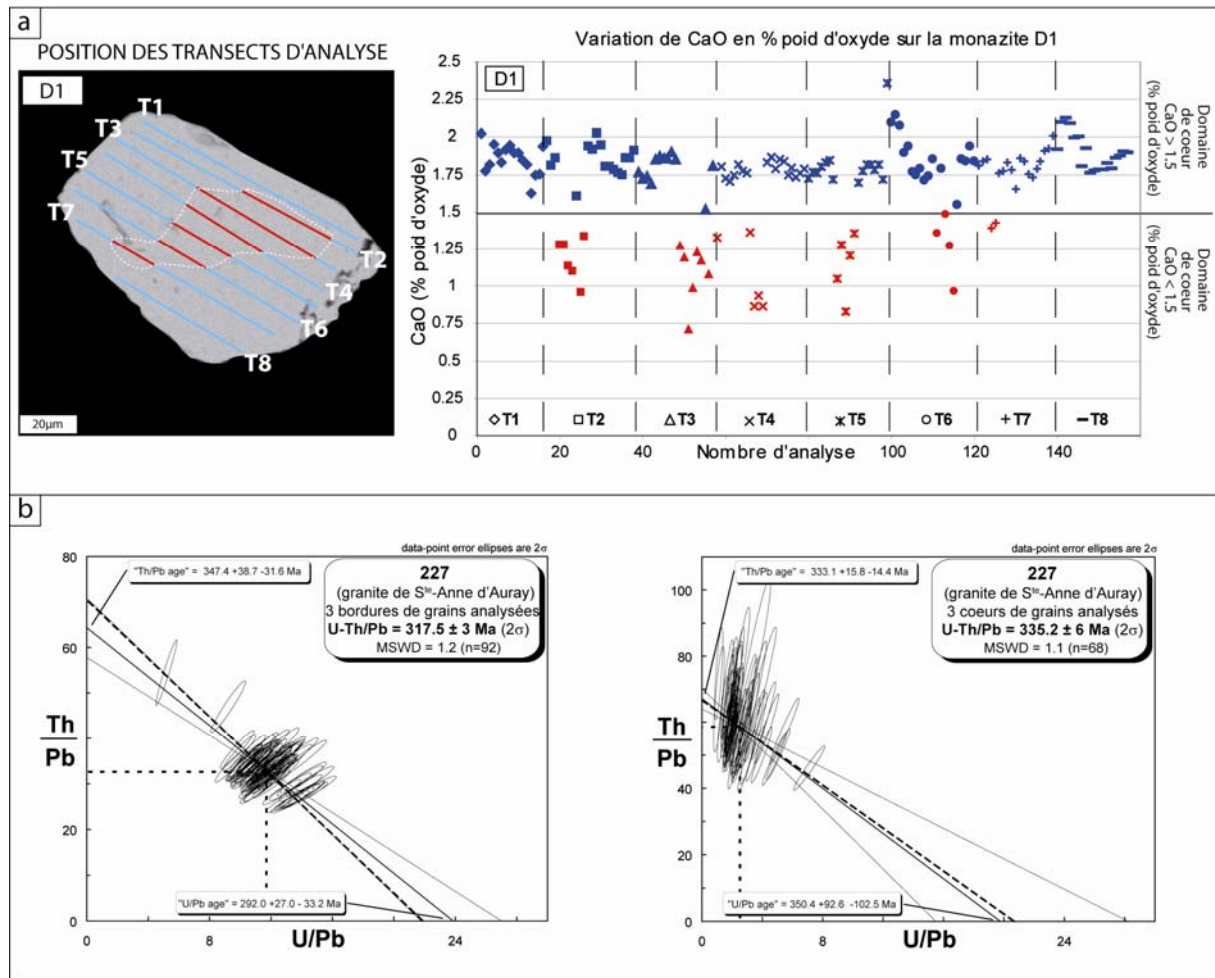 a
POSITION DES TRANSECTS D'ANALYSE
D1
T1
T3
T5
T7
T2
T4
T6
T8
20µm
Variation de CaO en % poid d'oxyde sur la monazite D1
D1
CaO (% poid d'oxyde)
2.5
2.25
2
1.75
1.5
1.25
1
0.75
0.5
0.25
0
T1
T2
T3
T4
T5
T6
T7
T8
0
20
40
60
80
100
120
140
Nombre d'analyse
Domaine
de coeur
CaO > 1.5
(% poid d'oxyde)
Domaine
de coeur
CaO < 1.5
(% poid d'oxyde)
b
data-point error ellipses are 2σ
"Th/Pb age" = 347.4 +38.7 -31.6 Ma
227
(granite de Ste-Anne d'Auray)
3 bordures de grains analysées
U-Th/Pb = 317.5 ± 3 Ma (2σ)
MSWD = 1.2 (n=92)
80
60
Th
Pb
20
0
"U/Pb age" = 292.0 +27.0 - 33.2 Ma
0
8
U/Pb
24
data-point error ellipses are 2σ
"Th/Pb age" = 333.1 +15.8 -14.4 Ma
227
(granite de Ste-Anne d'Auray)
3 coeurs de grains analysés
U-Th/Pb = 335.2 ± 6 Ma (2σ)
MSWD = 1.1 (n=68)
100
80
Th
Pb
60
40
20
0
"U/Pb age" = 350.4 +92.6 -102.5 Ma
0
8
U/Pb
24